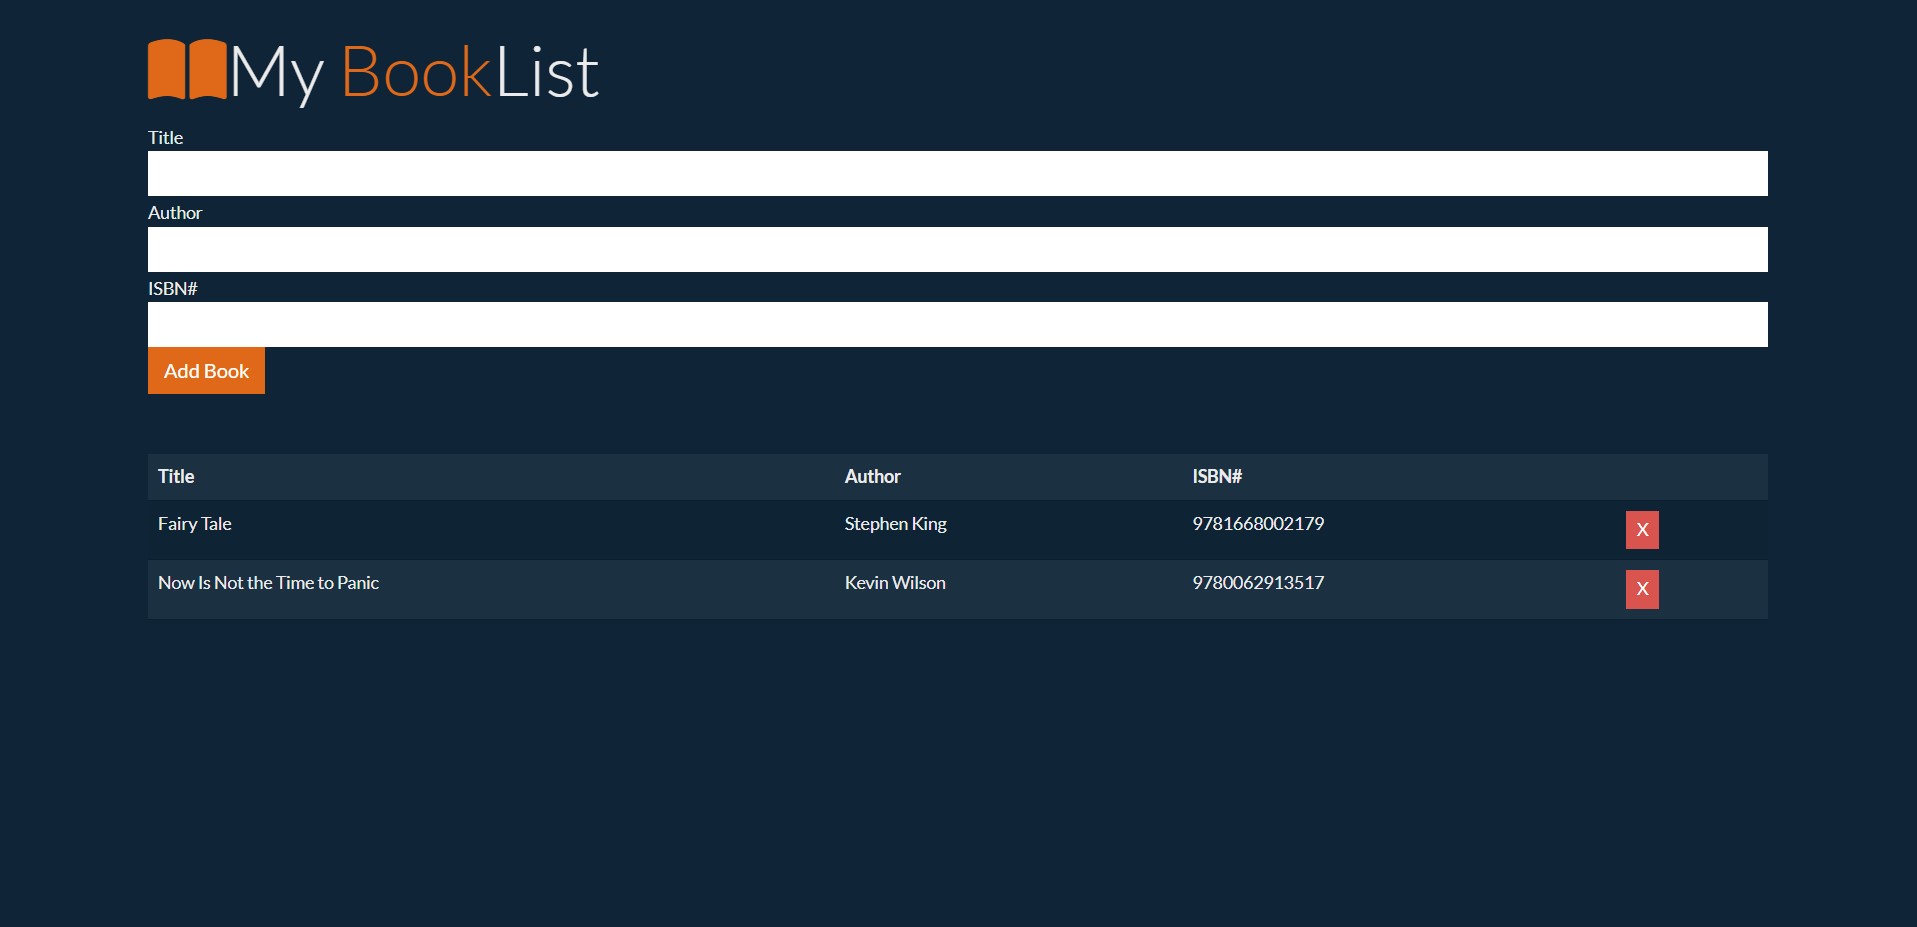 My BookList
Title
Author
ISBN#
Add Book
Title Author ISBN#
Fairy Tale Stephen King 9781668002179 X
Now Is Not the Time to Panic Kevin Wilson 9780062913517 X